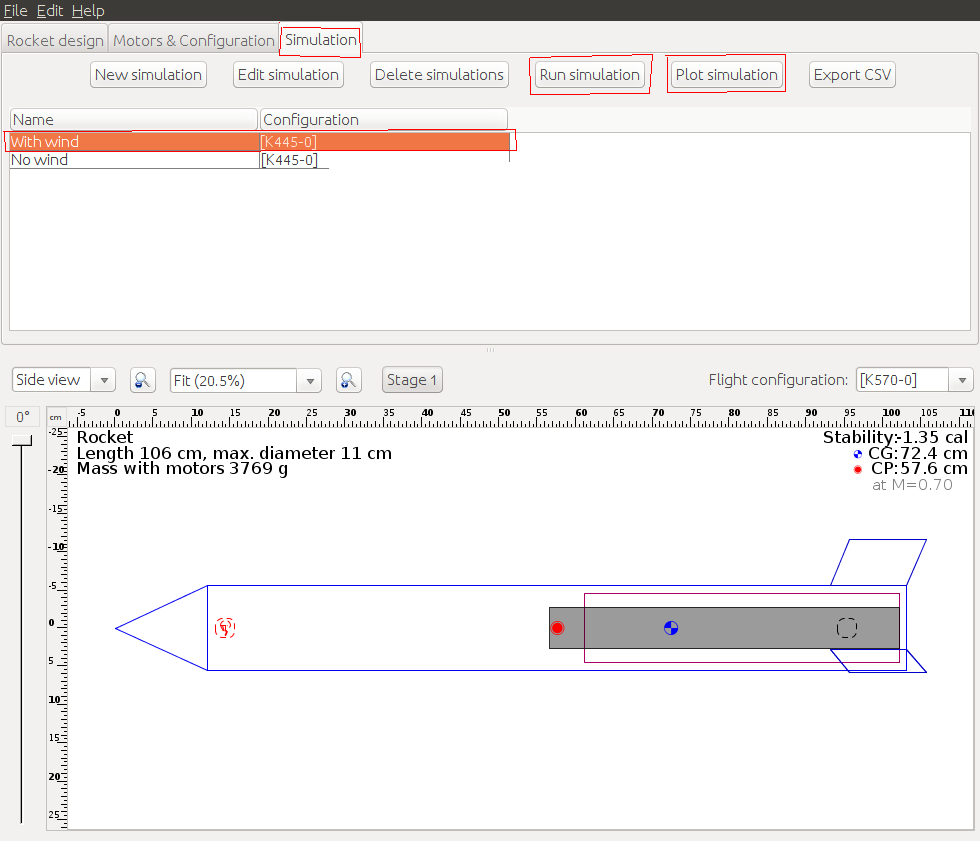 File Edit Help
Rocket design Motors & Configuration Simulation
New simulation Edit simulation Delete simulations Run simulation Plot simulation Export CSV
Name Configuration
With wind [K445-0]
No wind [K445-0]
Side view Fit (20.5%) Stage 1 Flight configuration: [K570-0]
0° cm -5 0 5 10 15 20 25 30 35 40 45 50 55 60 65 70 75 80 85 90 95 100 105 110
-25
Rocket Stability:-1.35 cal
Length 106 cm, max. diameter 11 cm CG:72.4 cm
Mass with motors 3769 g CP:57.6 cm
-20
at M=0.70
-15
-10
-5
0
5
10
15
20
25